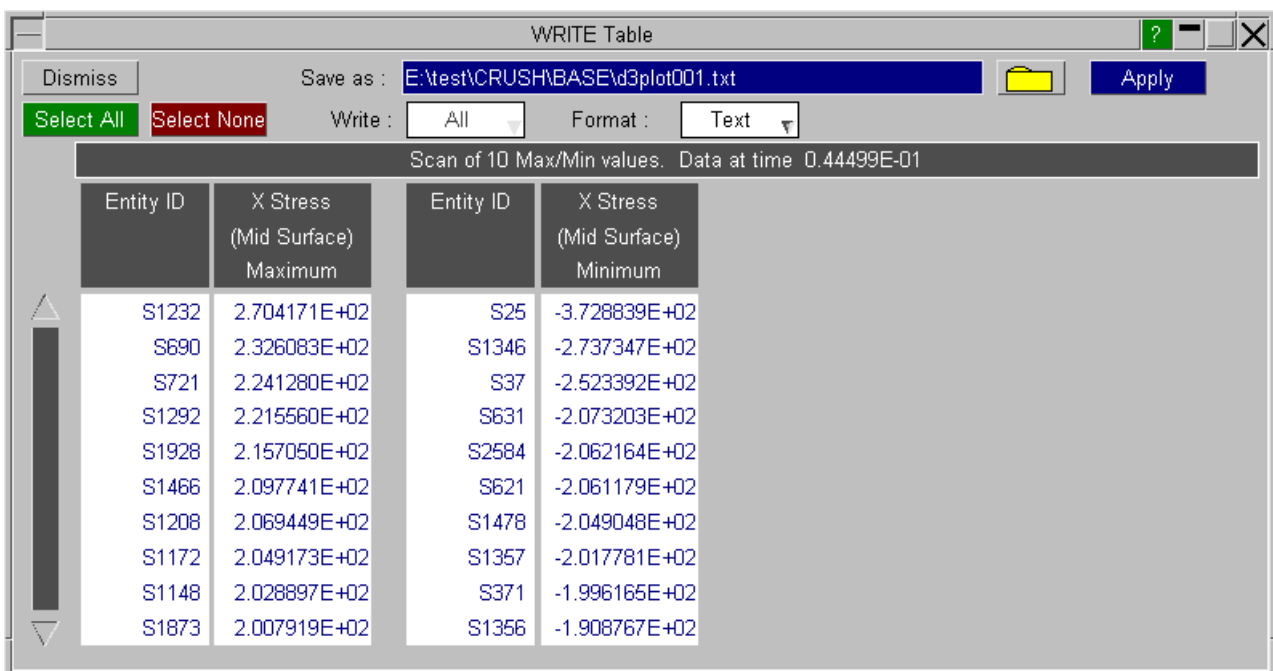 WRITE Table ?
Dismiss Save as : E:\test\CRUSH\BASE\d3plot001.txt Apply
Select All Select None Write : All Format : Text
Scan of 10 Max/Min values. Data at time 0.44499E-01
Entity ID X Stress Entity ID X Stress
(Mid Surface) (Mid Surface)
Maximum Minimum
S1232 2.704171E+02 S25 -3.728839E+02
S690 2.326083E+02 S1346 -2.737347E+02
S721 2.241280E+02 S37 -2.523392E+02
S1292 2.215560E+02 S631 -2.073203E+02
S1928 2.157050E+02 S2584 -2.062164E+02
S1466 2.097741E+02 S621 -2.061179E+02
S1208 2.069449E+02 S1478 -2.049048E+02
S1172 2.049173E+02 S1357 -2.017781E+02
S1148 2.028897E+02 S371 -1.996165E+02
S1873 2.007919E+02 S1356 -1.908767E+02